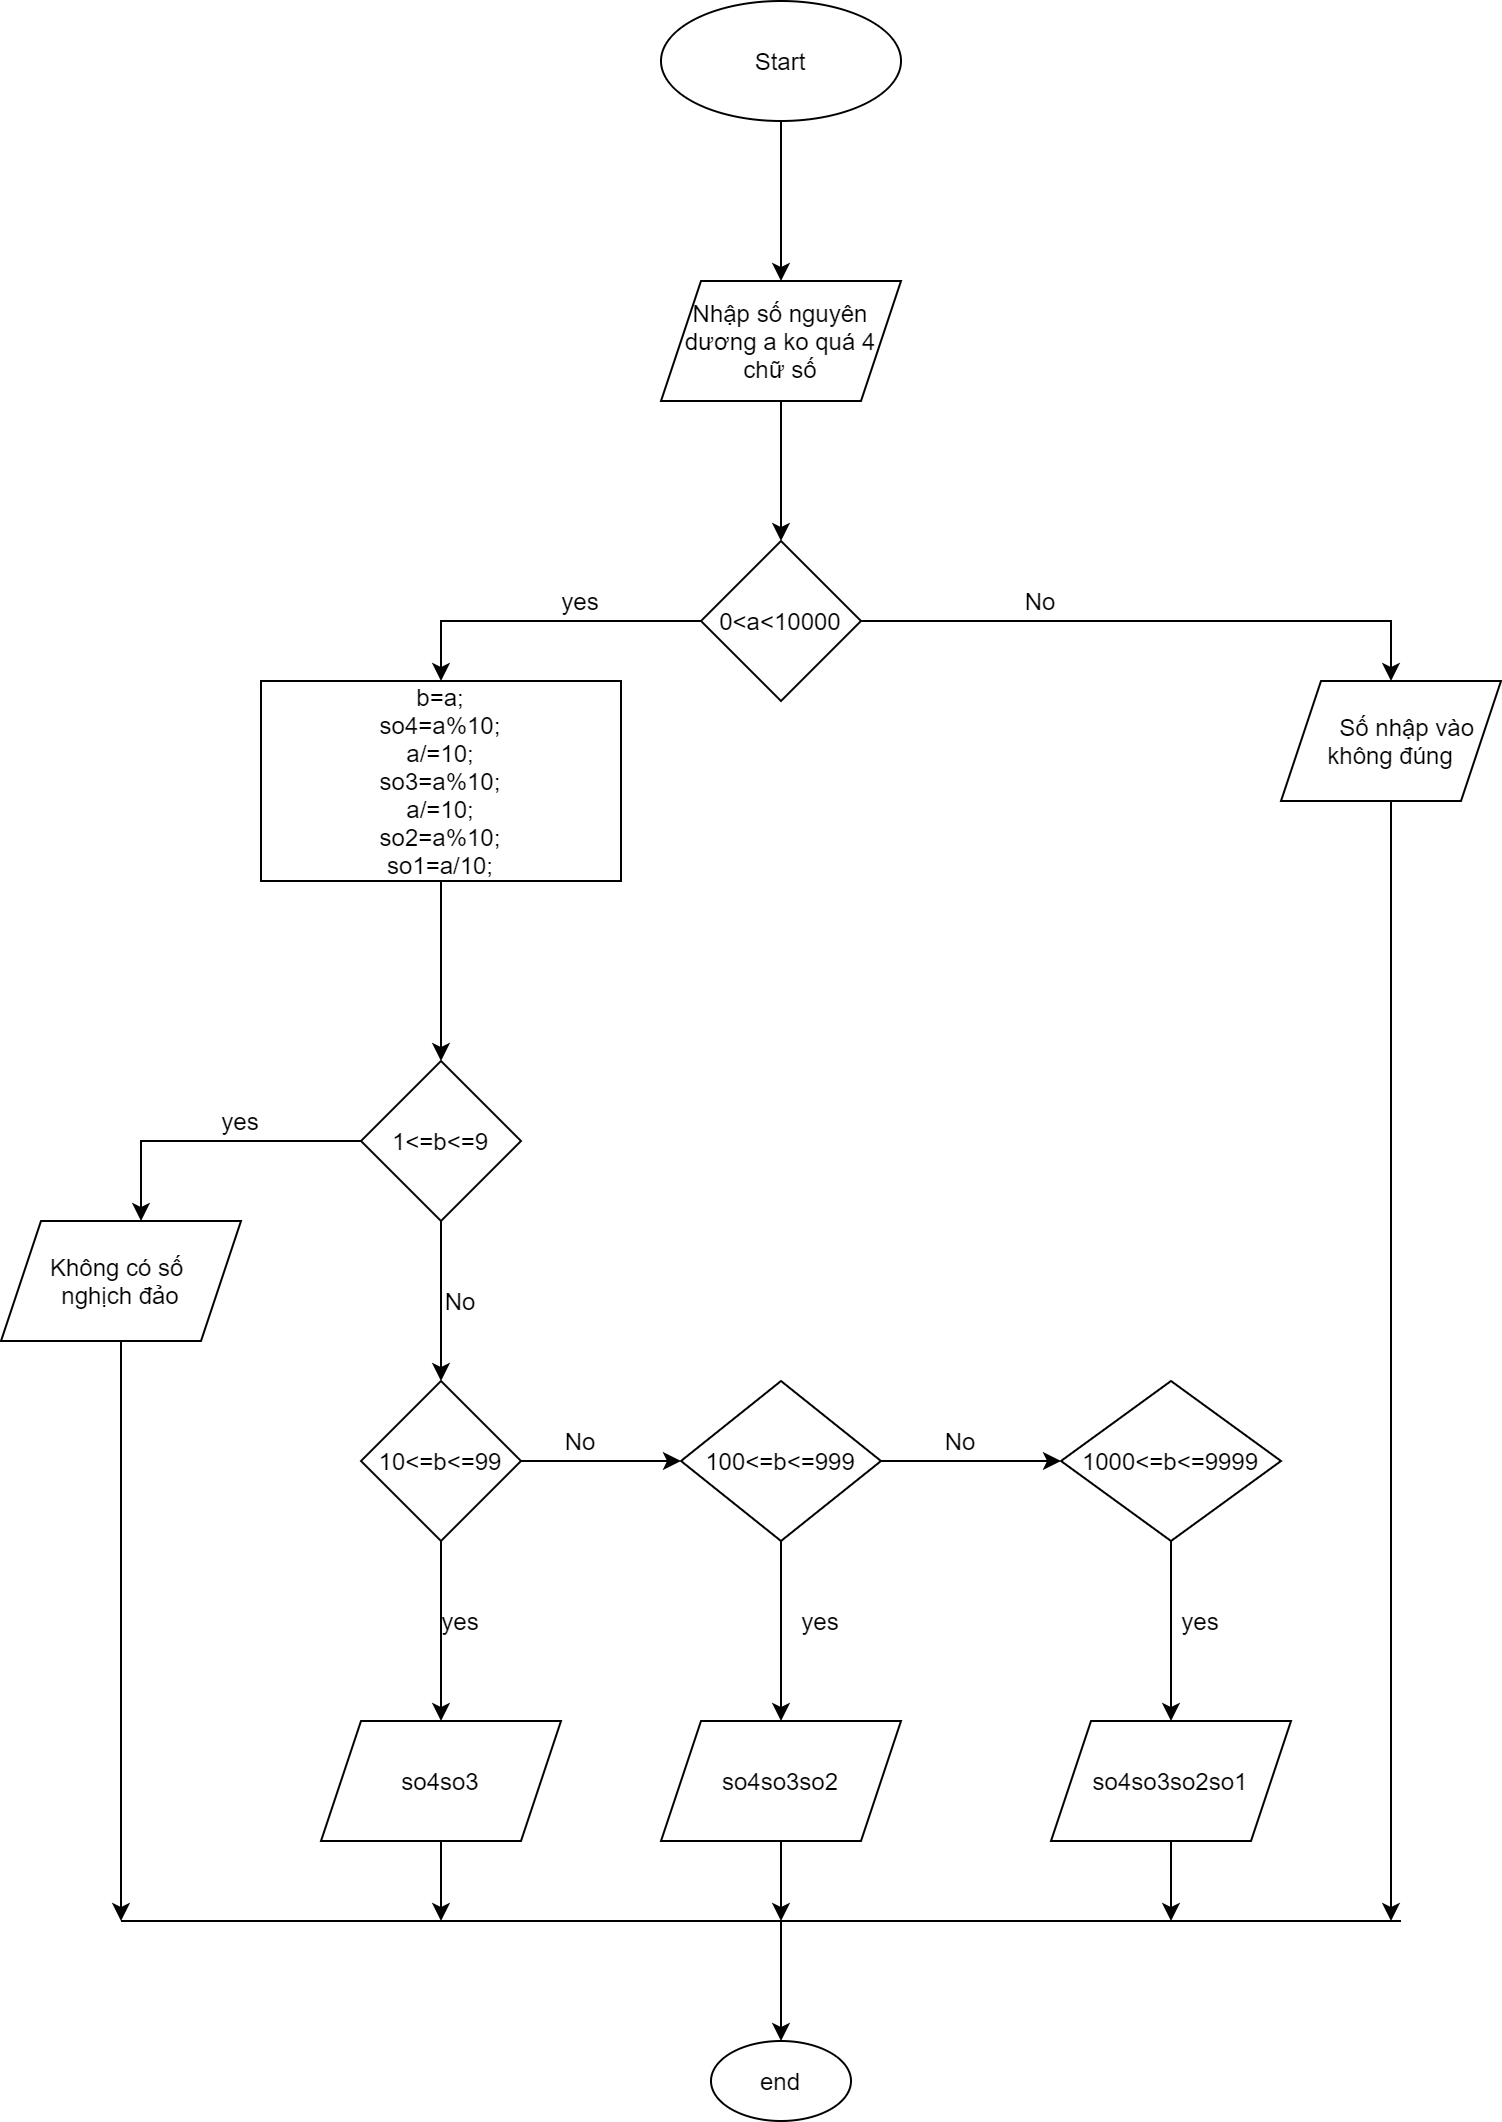 Start
Nhập số nguyên
dương a ko quá 4
chữ số
0<a<10000
yes
No
b=a;
so4=a%10;
a/=10;
so3=a%10;
a/=10;
so2=a%10;
so1=a/10;
Số nhập vào
không đúng
1<=b<=9
yes
Không có số
nghịch đảo
No
10<=b<=99
No
100<=b<=999
No
1000<=b<=9999
yes
yes
yes
so4so3
so4so3so2
so4so3so2so1
end